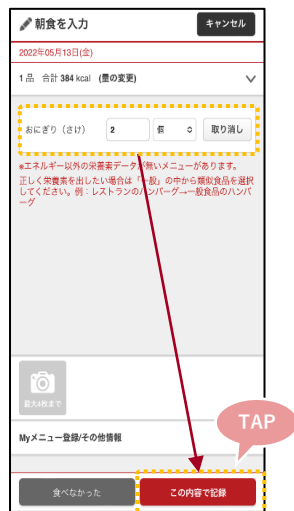 朝食を入力
キャンセル
2022年05月13日(金)
1品 合計 384 kcal (量の変更)
おにぎり（さけ） 2 個 取り消し
※エネルギー以外の栄養素データが無いメニューがあります。
正しく栄養素を出したい場合は「一般」の中から類似食品を選択
してください。例：レストランのハンバーグ→一般食品のハンバ
ーグ
最大4枚まで
Myメニュー登録/その他情報
TAP
食べなかった
この内容で記録